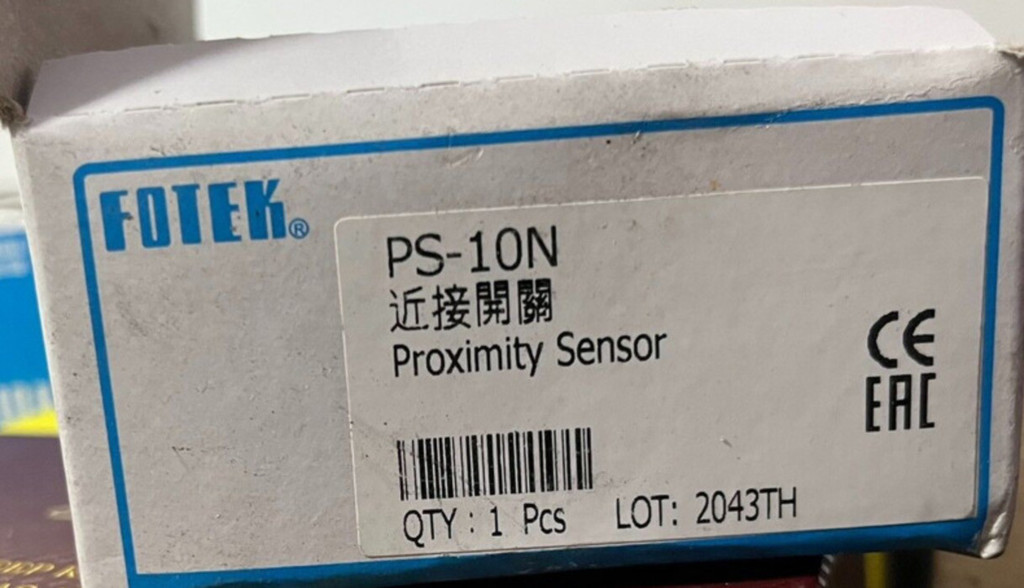 FOTEK®
PS-10N
近接開關
Proximity Sensor
CE
EAC
QTY : 1 Pcs LOT: 2043TH